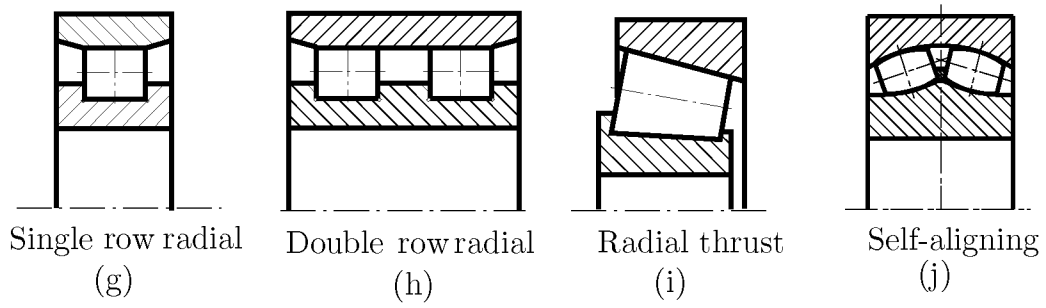 Single row radial
(g)
Double row radial
(h)
Radial thrust
(i)
Self-aligning
(j)